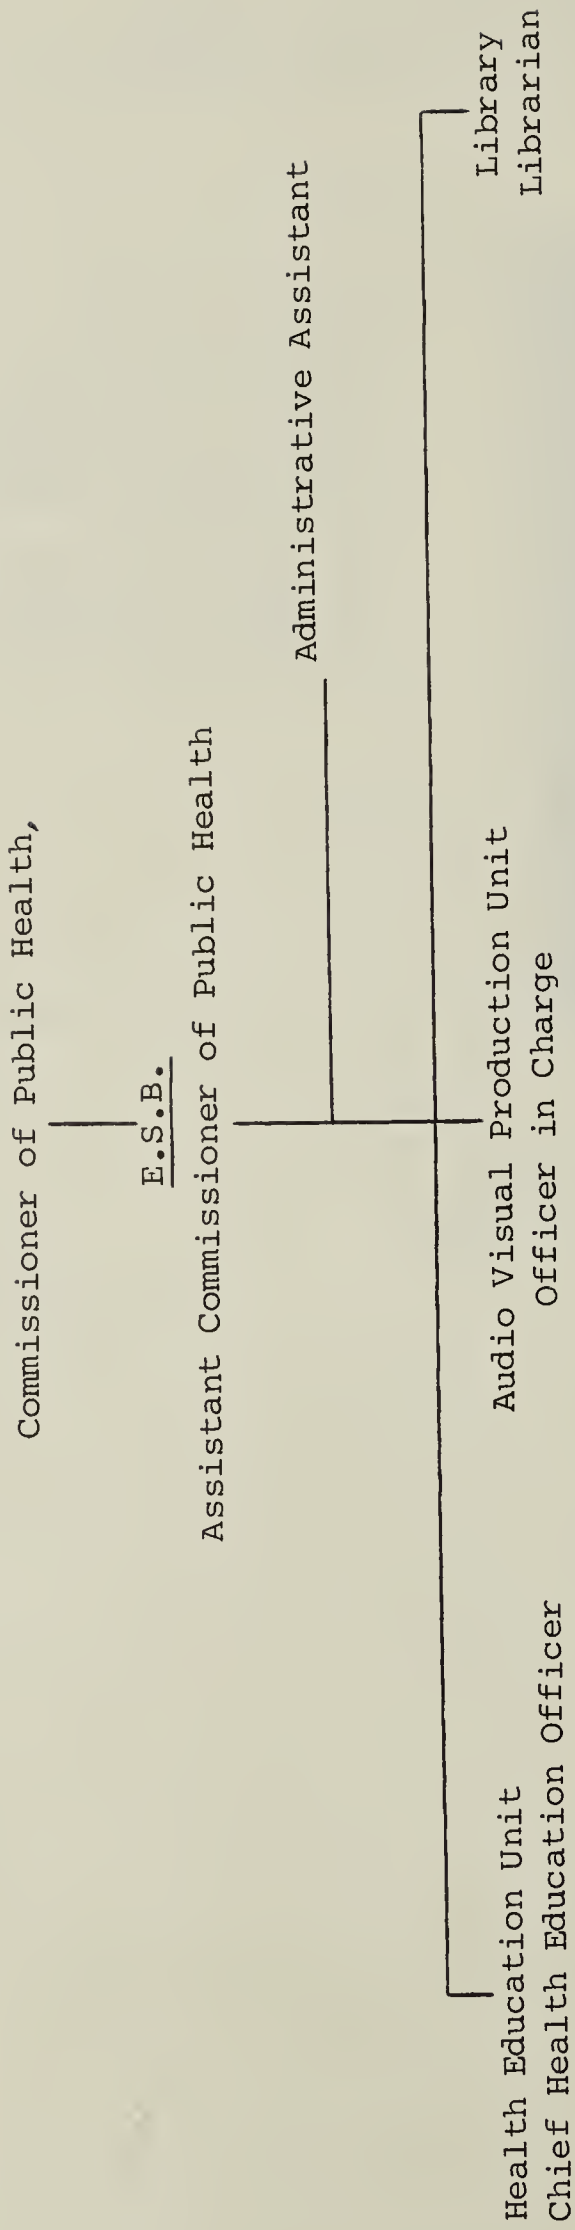 Commissioner of Public Health,
E.S.B.
Assistant Commissioner of Public Health
Administrative Assistant
Health Education Unit
Chief Health Education Officer
Audio Visual Production Unit
Officer in Charge
Library
Librarian